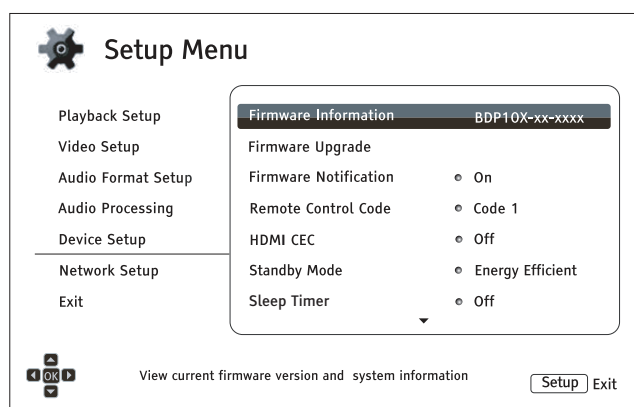 Setup Menu
Playback Setup
Video Setup
Audio Format Setup
Audio Processing
Device Setup
Network Setup
Exit
Firmware Information BDP10X-xx-xxxx
Firmware Upgrade
Firmware Notification On
Remote Control Code Code 1
HDMI CEC Off
Standby Mode Energy Efficient
Sleep Timer Off
OK
View current firmware version and system information
Setup Exit